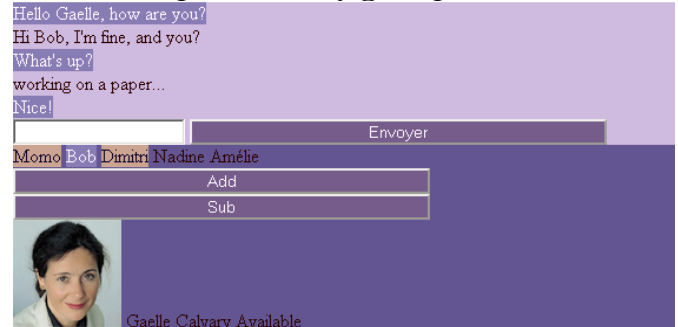 Hello Gaelle, how are you?
Hi Bob, I'm fine, and you?
What's up?
working on a paper...
Nice!
Envoyer
Momo Bob Dimitri Nadine Amélie
Add
Sub
Gaelle Calvary Available